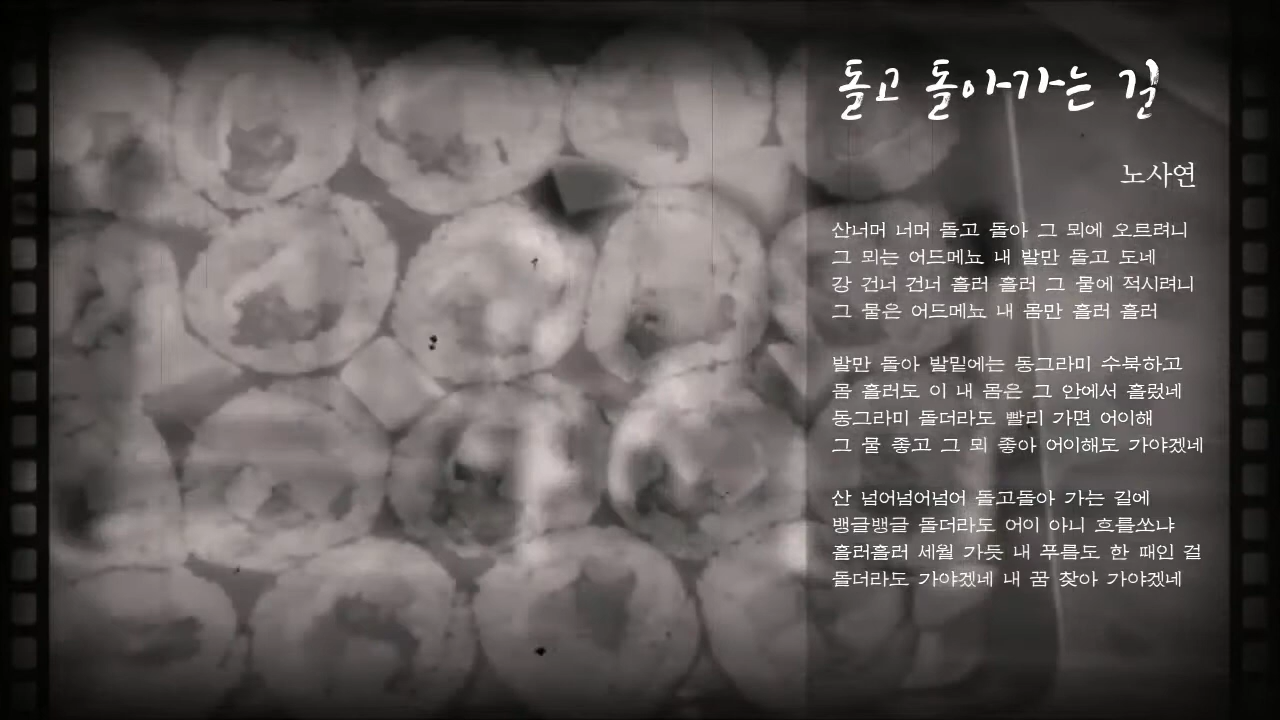 돌고 돌아가는 길
노사연
산너머 너머 돌고 돌아 그 뫼에 오르려니
그 뫼는 어드메뇨 내 발만 돌고 도네
강 건너 건너 흘러 흘러 그 물에 적시려니
그 물은 어드메뇨 내 몸만 흘러 흘러
발만 돌아 발밑에는 동그라미 수북하고
몸 흘러도 이 내 몸은 그 안에서 흘렀네
동그라미 돌더라도 빨리 가면 어이해
그 물 좋고 그 뫼 좋아 어이해도 가야겠네
산 넘어넘어넘어 돌고돌아 가는 길에
뱅글뱅글 돌더라도 어이 아니 흐를쏘냐
흘러흘러 세월 가듯 내 푸름도 한 때인 걸
돌더라도 가야겠네 내 꿈 찾아 가야겠네